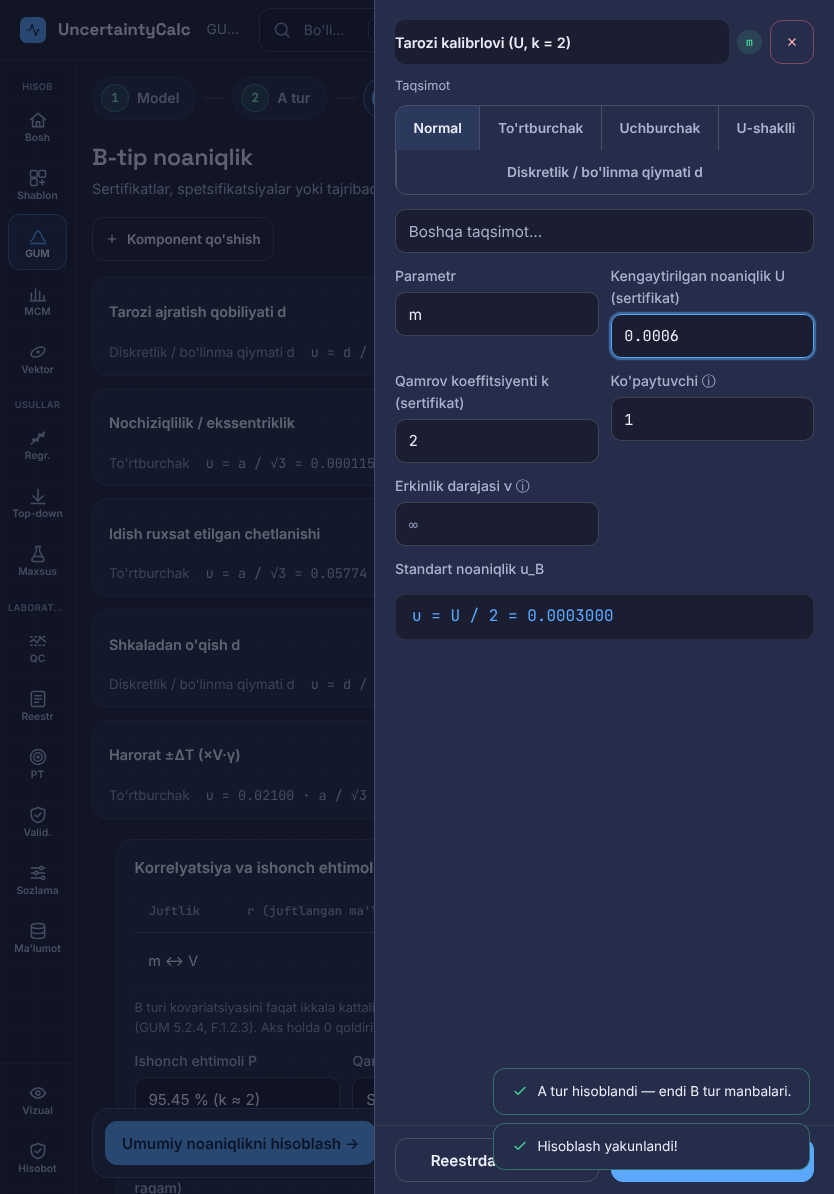 UncertaintyCalc
GU...
Bo'li...
HISOB
Bosh
Shablon
GUM
MCM
Vektor
USULLAR
Regr.
Top-down
Maxsus
LABORAT...
QC
Reestr
PT
Valid.
Sozlama
Ma'lumot
Vizual
Hisobot
1 Model
2 A tur
B-tip noaniqlik
Sertifikatlar, spetsifikatsiyalar yoki
+ Komponent qo'shish
Tarozi ajratish qobiliyati d
Diskretlik / bo'linma qiymati d u = d /
Nochiziqlilik / ekssentriklik
To'rtburchak u = a / √3 = 0.000115
Idish ruxsat etilgan chetlanishi
To'rtburchak u = a / √3 = 0.05774
Shkaladan o'qish d
Diskretlik / bo'linma qiymati d u = d /
Harorat ±ΔT (×V·γ)
To'rtburchak u = 0.02100 · a / √3
Korrelyatsiya va ishonch ehtimol
Juftlik r (juftlangan
m ↔ V
B turi kovariatsiyasini faqat ikkala
(GUM 5.2.4, F.1.2.3). Aks holda 0 qoldiri
Ishonch ehtimoli P
95.45 % (k ≈ 2)
Umumiy noaniqlikni hisoblash →
raqam)
Tarozi kalibrlovi (U, k = 2)
m
×
Taqsimot
Normal
To'rtburchak
Uchburchak
U-shaklli
Diskretlik / bo'linma qiymati d
Boshqa taqsimot...
Parametr
m
Kengaytirilgan noaniqlik U
(sertifikat)
0.0006
Qamrov koeffitsiyenti k
(sertifikat)
2
Ko'paytuvchi ⓘ
1
Erkinlik darajasi ν ⓘ
∞
Standart noaniqlik u_B
u = U / 2 = 0.0003000
A tur hisoblandi — endi B tur manbalari.
Hisoblash yakunlandi!
Reestrda